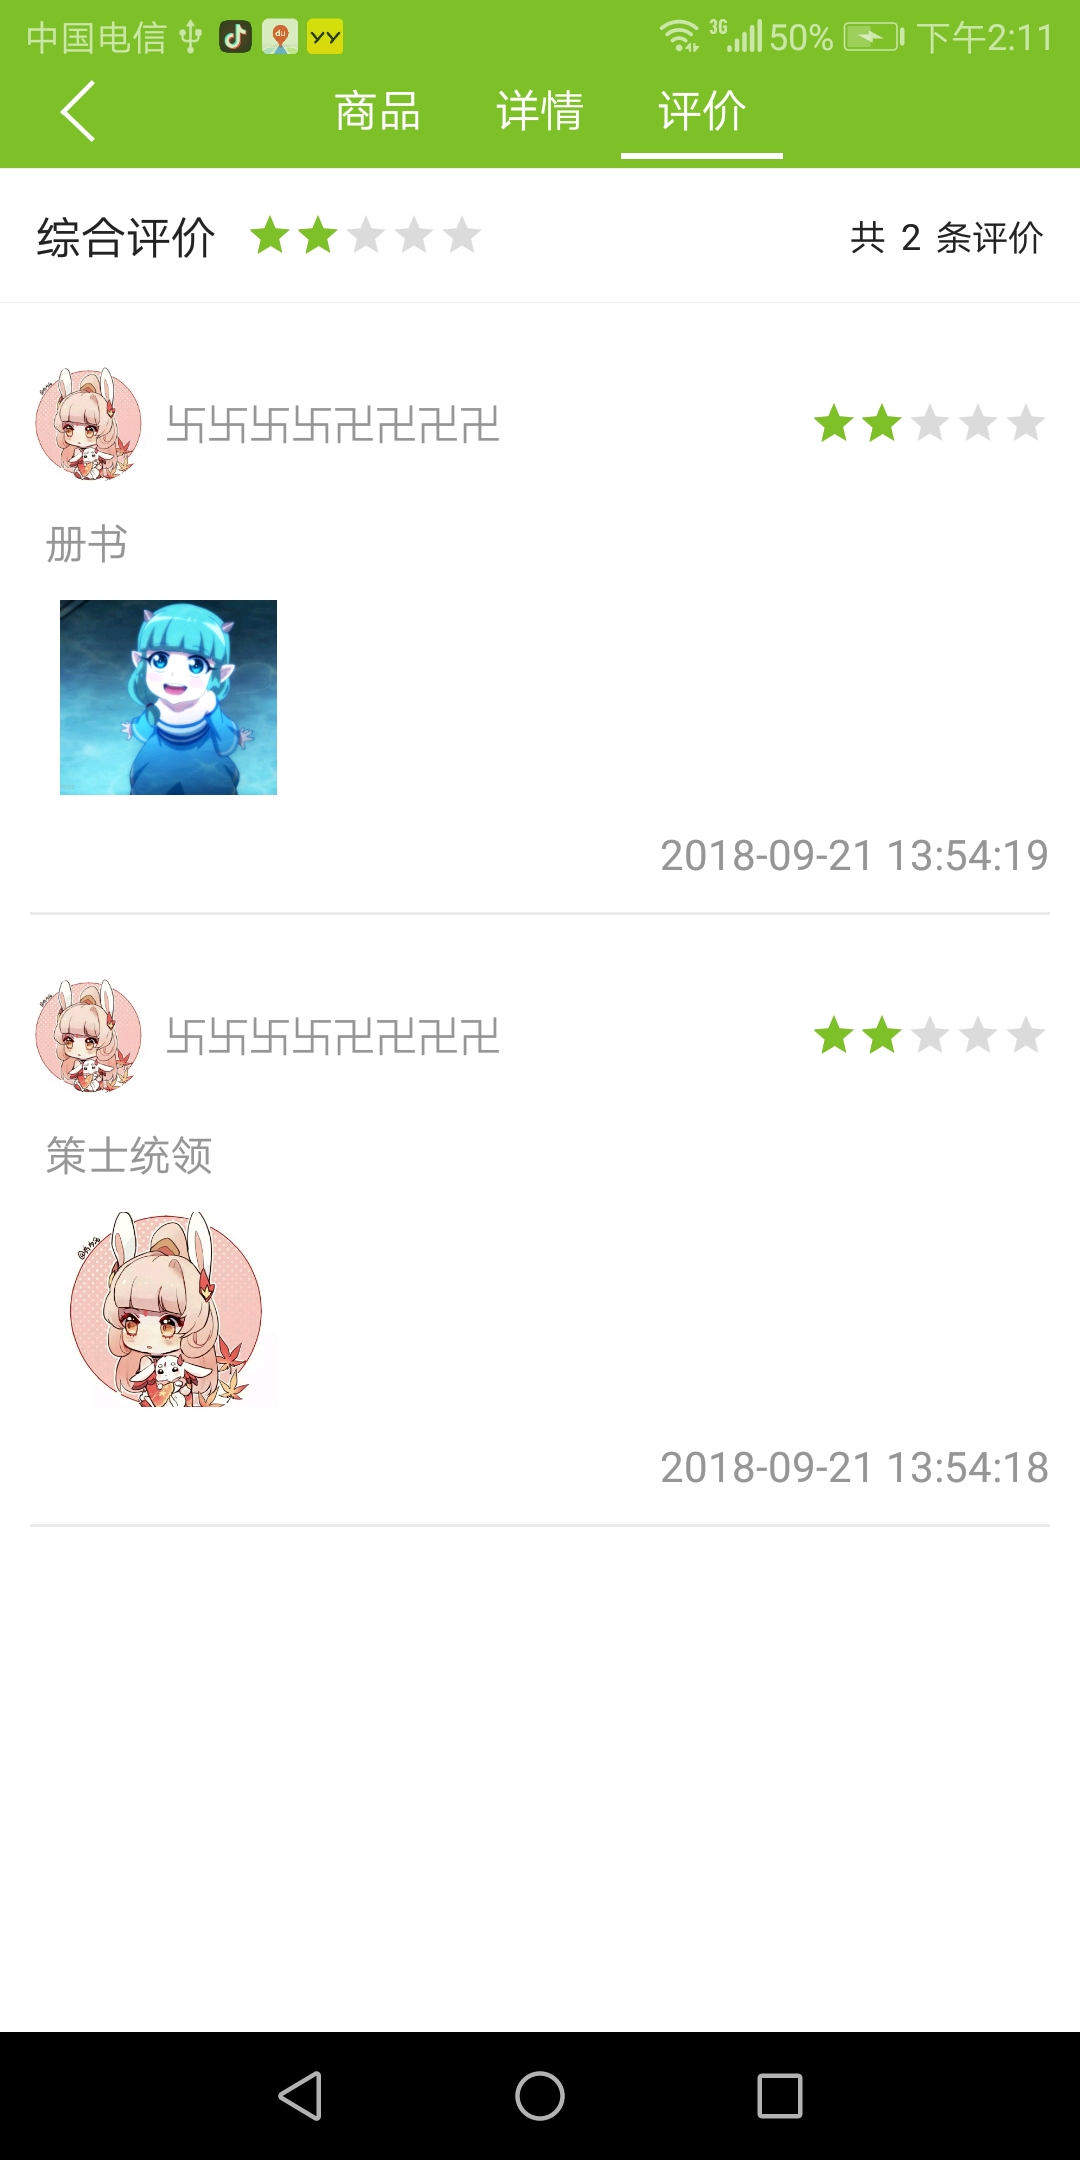 中国电信 3G 50% 下午2:11
商品 详情 评价
综合评价 共 2 条评价
卐卐卐卐卍卍卍卍
册书
2018-09-21 13:54:19
卐卐卐卐卍卍卍卍
策士统领
2018-09-21 13:54:18